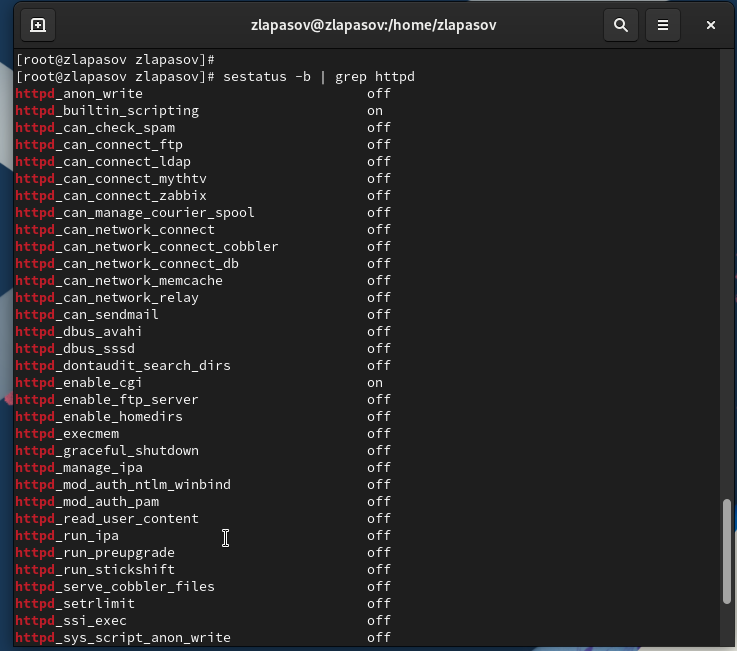 zlapasov@zlapasov:/home/zlapasov
[root@zlapasov zlapasov]#
[root@zlapasov zlapasov]# sestatus -b | grep httpd
httpd_anon_write off
httpd_builtin_scripting on
httpd_can_check_spam off
httpd_can_connect_ftp off
httpd_can_connect_ldap off
httpd_can_connect_mythtv off
httpd_can_connect_zabbix off
httpd_can_manage_courier_spool off
httpd_can_network_connect off
httpd_can_network_connect_cobbler off
httpd_can_network_connect_db off
httpd_can_network_memcache off
httpd_can_network_relay off
httpd_can_sendmail off
httpd_dbus_avahi off
httpd_dbus_sssd off
httpd_dontaudit_search_dirs off
httpd_enable_cgi on
httpd_enable_ftp_server off
httpd_enable_homedirs off
httpd_execmem off
httpd_graceful_shutdown off
httpd_manage_ipa off
httpd_mod_auth_ntlm_winbind off
httpd_mod_auth_pam off
httpd_read_user_content off
httpd_run_ipa off
httpd_run_preupgrade off
httpd_run_stickshift off
httpd_serve_cobbler_files off
httpd_setrlimit off
httpd_ssi_exec off
httpd_sys_script_anon_write off